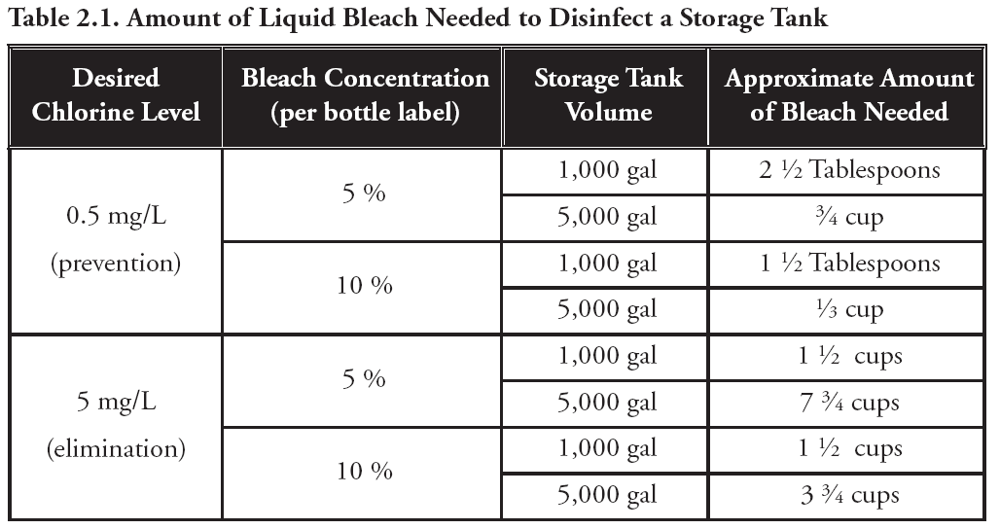 Table 2.1. Amount of Liquid Bleach Needed to Disinfect a Storage Tank
Desired Chlorine Level
Bleach Concentration (per bottle label)
Storage Tank Volume
Approximate Amount of Bleach Needed
0.5 mg/L (prevention)
5 %
1,000 gal
2 ½ Tablespoons
5,000 gal
¾ cup
10 %
1,000 gal
1 ½ Tablespoons
5,000 gal
⅓ cup
5 mg/L (elimination)
5 %
1,000 gal
1 ½ cups
5,000 gal
7 ¾ cups
10 %
1,000 gal
1 ½ cups
5,000 gal
3 ¾ cups